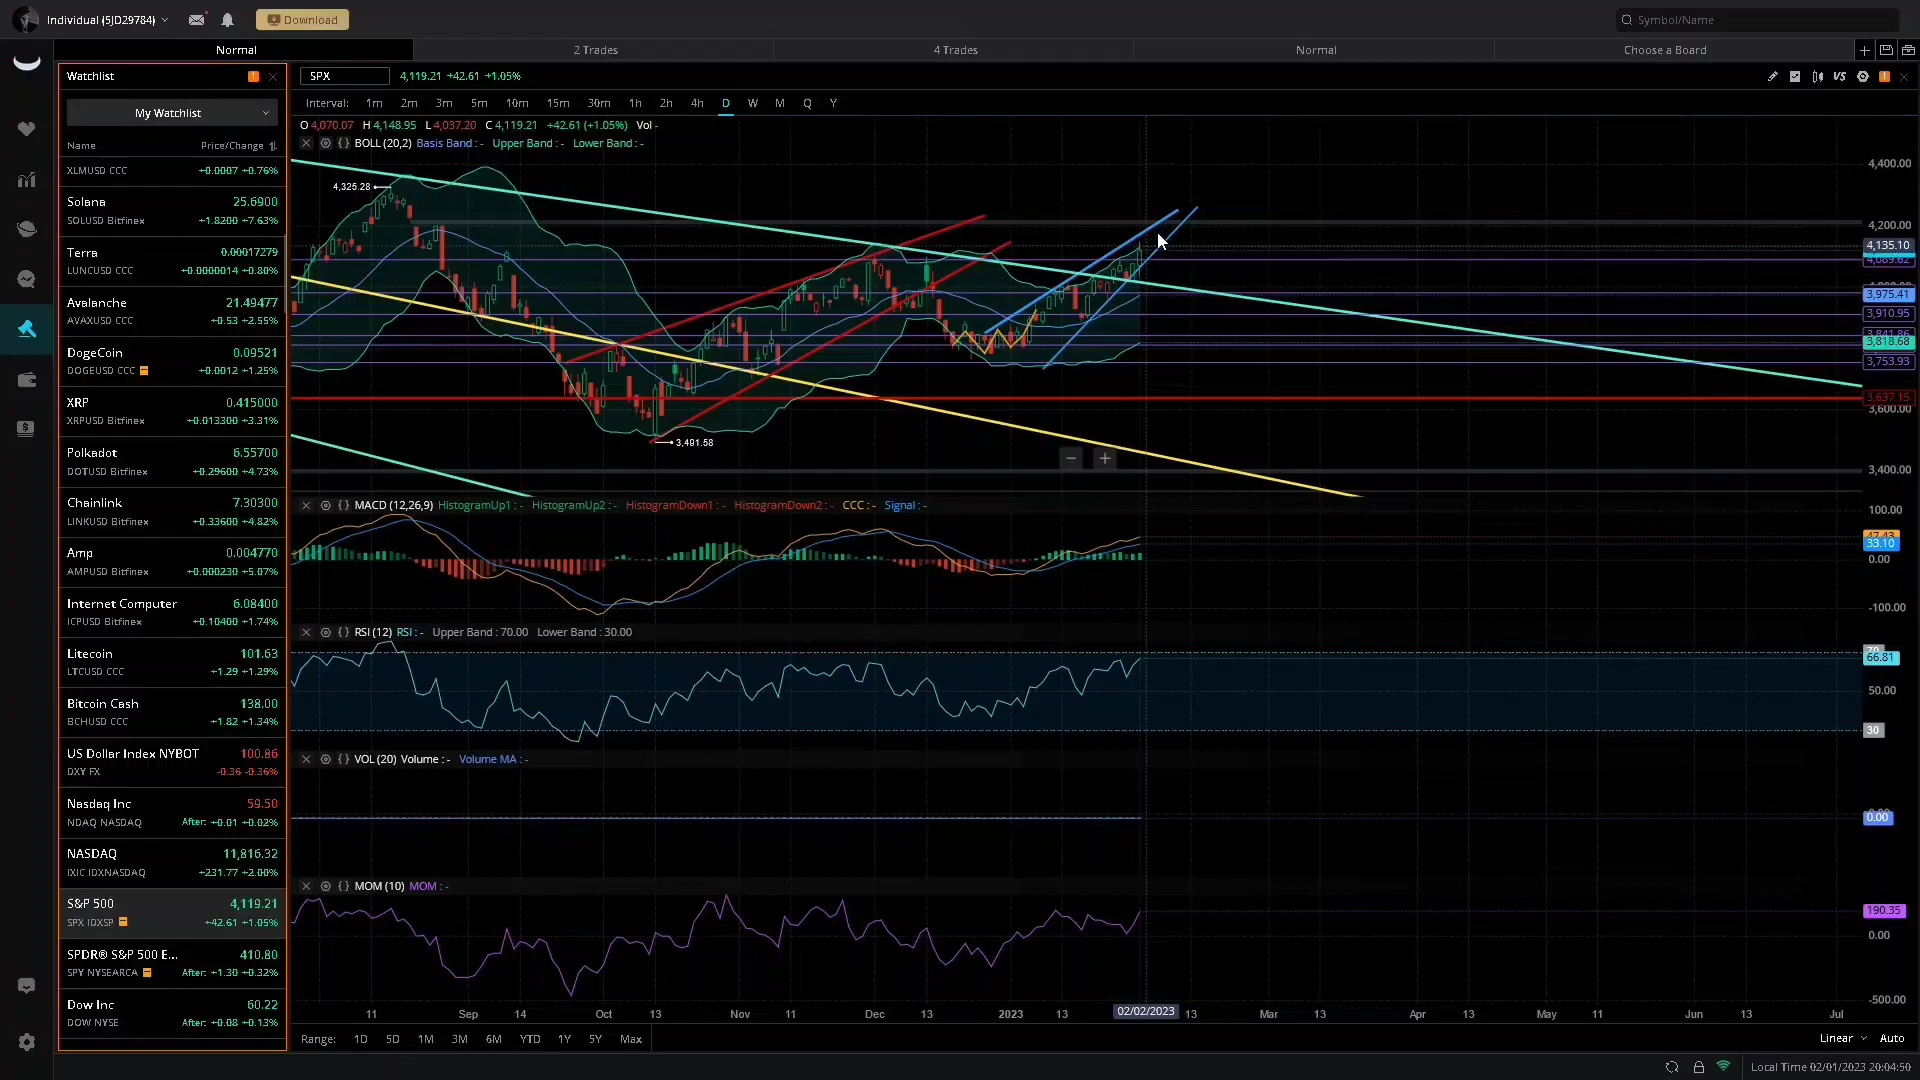 Individual (5JD29784)
Download
Symbol/Name
Normal
2 Trades
4 Trades
Normal
Choose a Board
Watchlist
My Watchlist
Name Price/Change
XLMUSD CCC +0.0007 +0.76%
Solana 25.6900
SOLUSD Bitfinex +1.8200 +7.63%
Terra 0.00017279
LUNCUSD CCC +0.0000014 +0.80%
Avalanche 21.49477
AVAXUSD CCC +0.53 +2.55%
DogeCoin 0.09521
DOGEUSD CCC +0.0012 +1.25%
XRP 0.415000
XRPUSD Bitfinex +0.013300 +3.31%
Polkadot 6.55700
DOTUSD Bitfinex +0.29600 +4.73%
Chainlink 7.30300
LINKUSD Bitfinex +0.33600 +4.82%
Amp 0.004770
AMPUSD Bitfinex +0.000230 +5.07%
Internet Computer 6.08400
ICPUSD Bitfinex +0.10400 +1.74%
Litecoin 101.63
LTCUSD CCC +1.29 +1.29%
Bitcoin Cash 138.00
BCHUSD CCC +1.82 +1.34%
US Dollar Index NYBOT 100.86
DXY FX -0.36 -0.36%
Nasdaq Inc 59.50
NDAQ NASDAQ After: +0.01 +0.02%
NASDAQ 11,816.32
IXIC IDXNASDAQ +231.77 +2.00%
S&P 500 4,119.21
SPX IDXSP +42.61 +1.05%
SPDR® S&P 500 E... 410.80
SPY NYSEARCA After: +1.30 +0.32%
Dow Inc 60.22
DOW NYSE After: +0.08 +0.13%
SPX 4,119.21 +42.61 +1.05%
VS
Interval: 1m 2m 3m 5m 10m 15m 30m 1h 2h 4h D W M Q Y
O 4,070.07 H 4,148.95 L 4,037.20 C 4,119.21 +42.61 (+1.05%) Vol -
BOLL (20,2) Basis Band : - Upper Band : - Lower Band : -
4,325.28
3,491.58
4,400.00
4,200.00
4,135.10
4,089.62
3,975.41
3,910.95
3,818.68
3,753.93
3,637.15
3,600.00
3,400.00
MACD (12,26,9) HistogramUp1 : - HistogramUp2 : - HistogramDown1 : - HistogramDown2 : - CCC : - Signal : -
100.00
33.10
0.00
-100.00
RSI (12) RSI : - Upper Band : 70.00 Lower Band : 30.00
66.81
50.00
30
VOL (20) Volume : - Volume MA : -
0.00
MOM (10) MOM : -
190.35
0.00
-500.00
11 Sep 14 Oct 13 Nov 11 Dec 13 2023 13 02/02/2023 13 Mar 13 Apr 13 May 11 Jun 13 Jul
Range: 1D 5D 1M 3M 6M YTD 1Y 5Y Max
Linear Auto
Local Time 02/01/2023 20:04:50